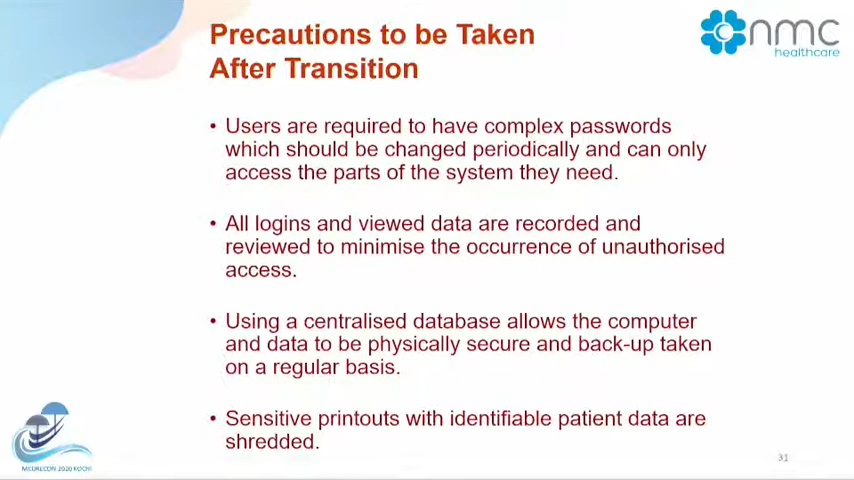 Precautions to be Taken
After Transition
nmc
healthcare
• Users are required to have complex passwords
which should be changed periodically and can only
access the parts of the system they need.
• All logins and viewed data are recorded and
reviewed to minimise the occurrence of unauthorised
access.
• Using a centralised database allows the computer
and data to be physically secure and back-up taken
on a regular basis.
• Sensitive printouts with identifiable patient data are
shredded.
MEDRECON 2020 KOCHI
31